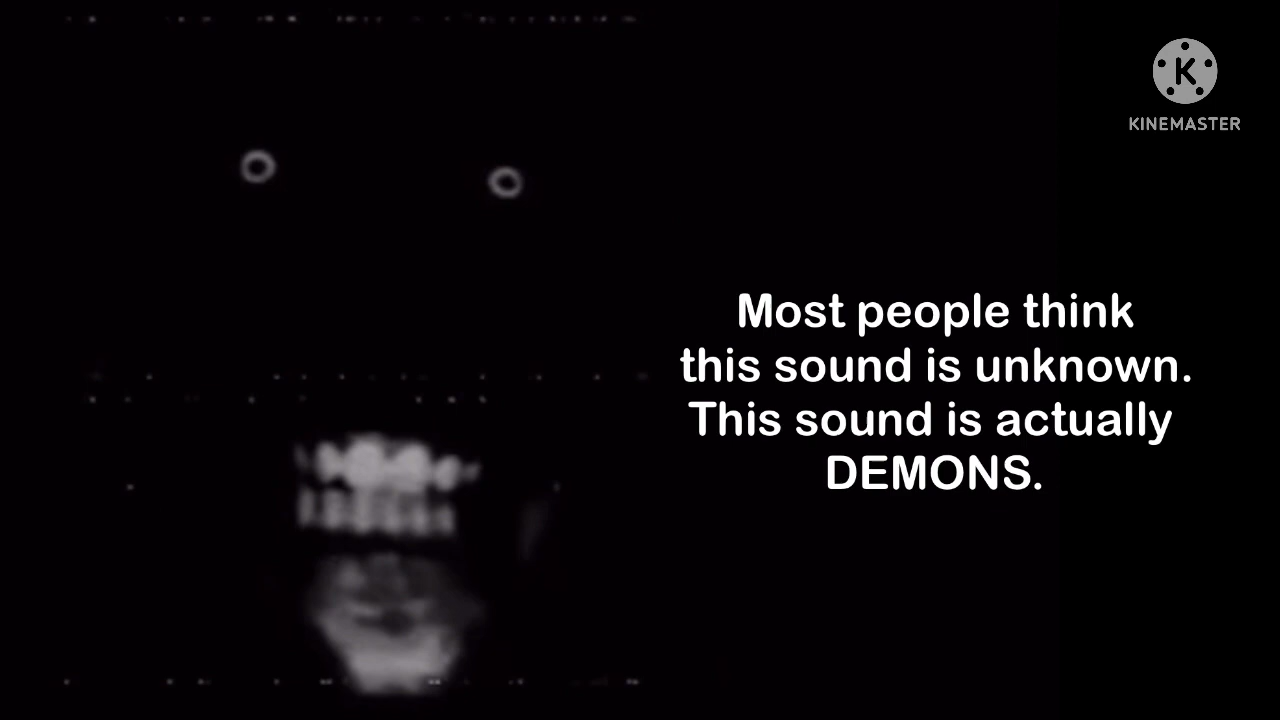 K
KINEMASTER
Most people think
this sound is unknown.
This sound is actually
DEMONS.